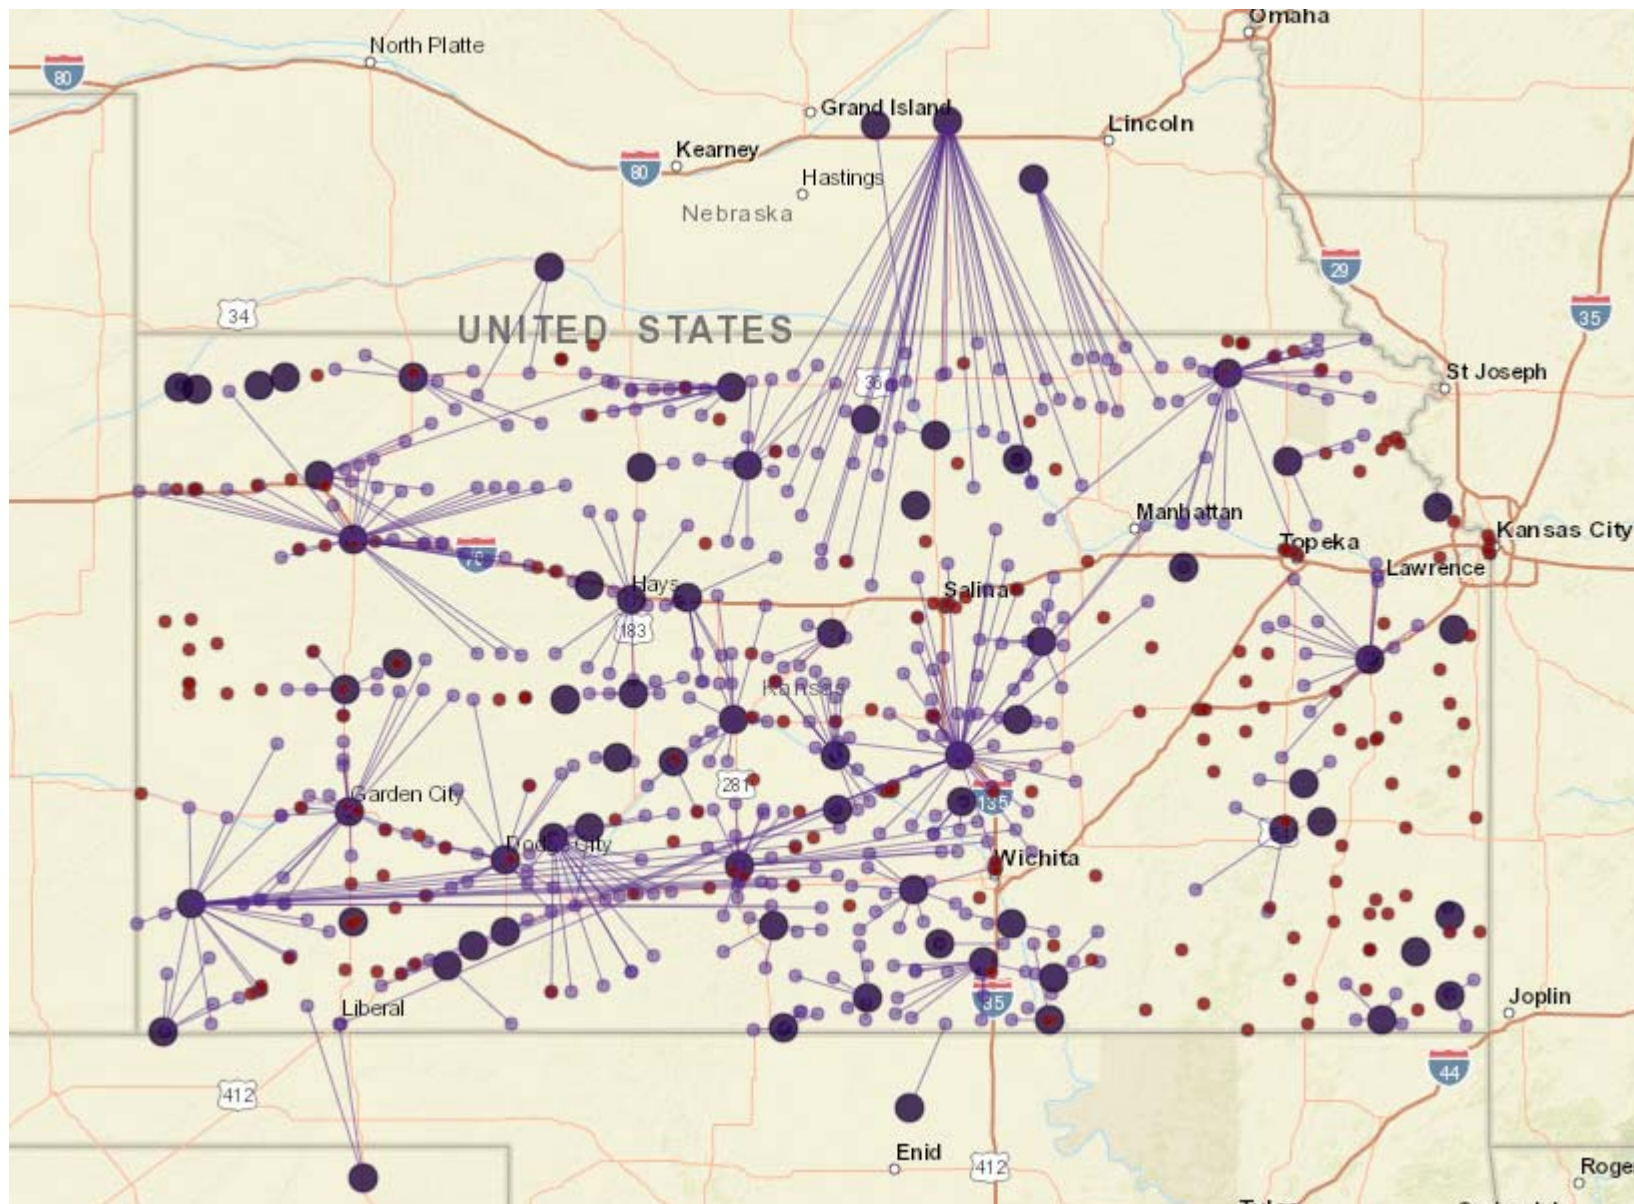 Omaha
North Platte
80
Grand Island
Lincoln
Kearney
80
Hastings
Nebraska
29
34
35
UNITED STATES
36
St Joseph
Manhattan
Kansas City
Topeka
70
Lawrence
Hays
Salina
183
Kansas
281
Garden City
135
Dodge City
Wichita
Liberal
35
Joplin
44
412
Enid
412